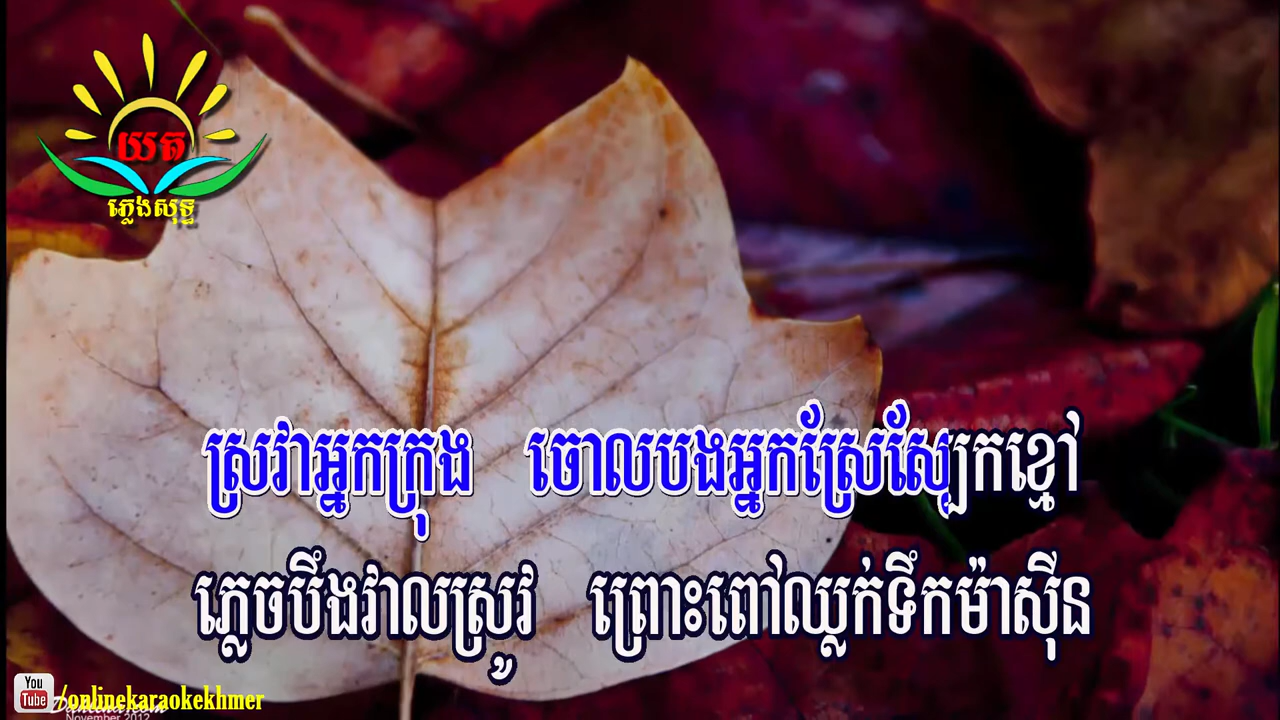 យត
ភ្លេងសុទ្ធ
ស្រវាអ្នកក្រុង ចោលបងអ្នកស្រែស្បែកខ្មៅ
ភ្លេចបឹងវាលស្រូវ ព្រោះពៅឈ្លក់ទឹកម៉ាស៊ីន
You Tube /onlinekaraokekhmer
November 2012